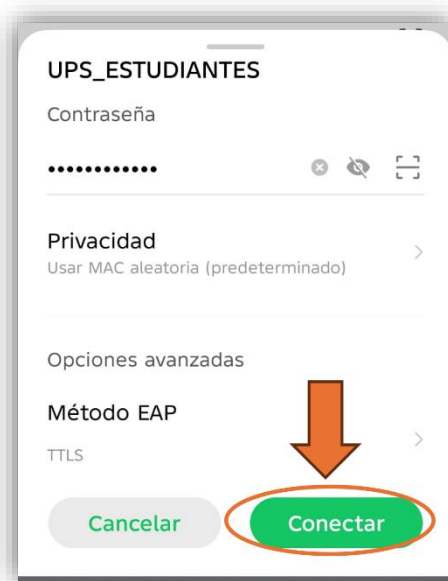 UPS_ESTUDIANTES
Contraseña
••••••••••••
Privacidad
Usar MAC aleatoria (predeterminado)
Opciones avanzadas
Método EAP
TTLS
Cancelar Conectar